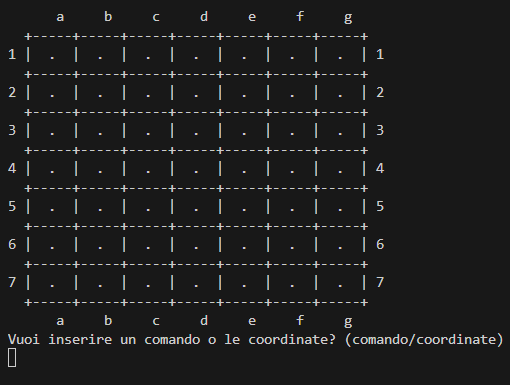 a     b     c     d     e     f     g
  +-----+-----+-----+-----+-----+-----+-----+
1 |  .  |  .  |  .  |  .  |  .  |  .  |  .  | 1
  +-----+-----+-----+-----+-----+-----+-----+
2 |  .  |  .  |  .  |  .  |  .  |  .  |  .  | 2
  +-----+-----+-----+-----+-----+-----+-----+
3 |  .  |  .  |  .  |  .  |  .  |  .  |  .  | 3
  +-----+-----+-----+-----+-----+-----+-----+
4 |  .  |  .  |  .  |  .  |  .  |  .  |  .  | 4
  +-----+-----+-----+-----+-----+-----+-----+
5 |  .  |  .  |  .  |  .  |  .  |  .  |  .  | 5
  +-----+-----+-----+-----+-----+-----+-----+
6 |  .  |  .  |  .  |  .  |  .  |  .  |  .  | 6
  +-----+-----+-----+-----+-----+-----+-----+
7 |  .  |  .  |  .  |  .  |  .  |  .  |  .  | 7
  +-----+-----+-----+-----+-----+-----+-----+
      a     b     c     d     e     f     g
Vuoi inserire un comando o le coordinate? (comando/coordinate)